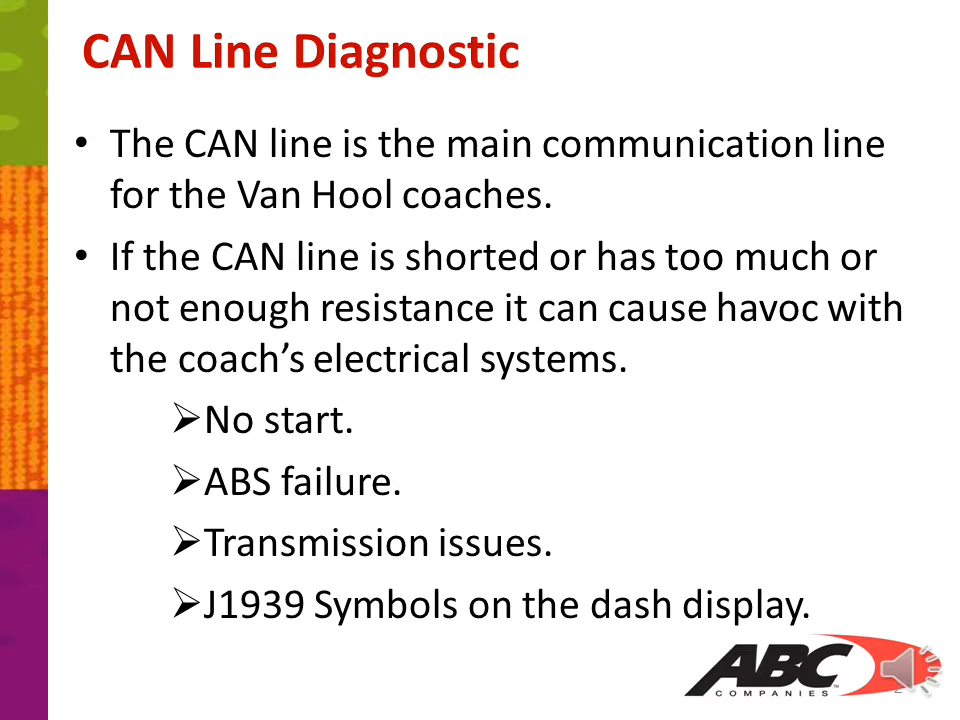 CAN Line Diagnostic
• The CAN line is the main communication line
for the Van Hool coaches.
• If the CAN line is shorted or has too much or
not enough resistance it can cause havoc with
the coach’s electrical systems.
➢No start.
➢ABS failure.
➢Transmission issues.
➢J1939 Symbols on the dash display.
ABC
COMPANIES™